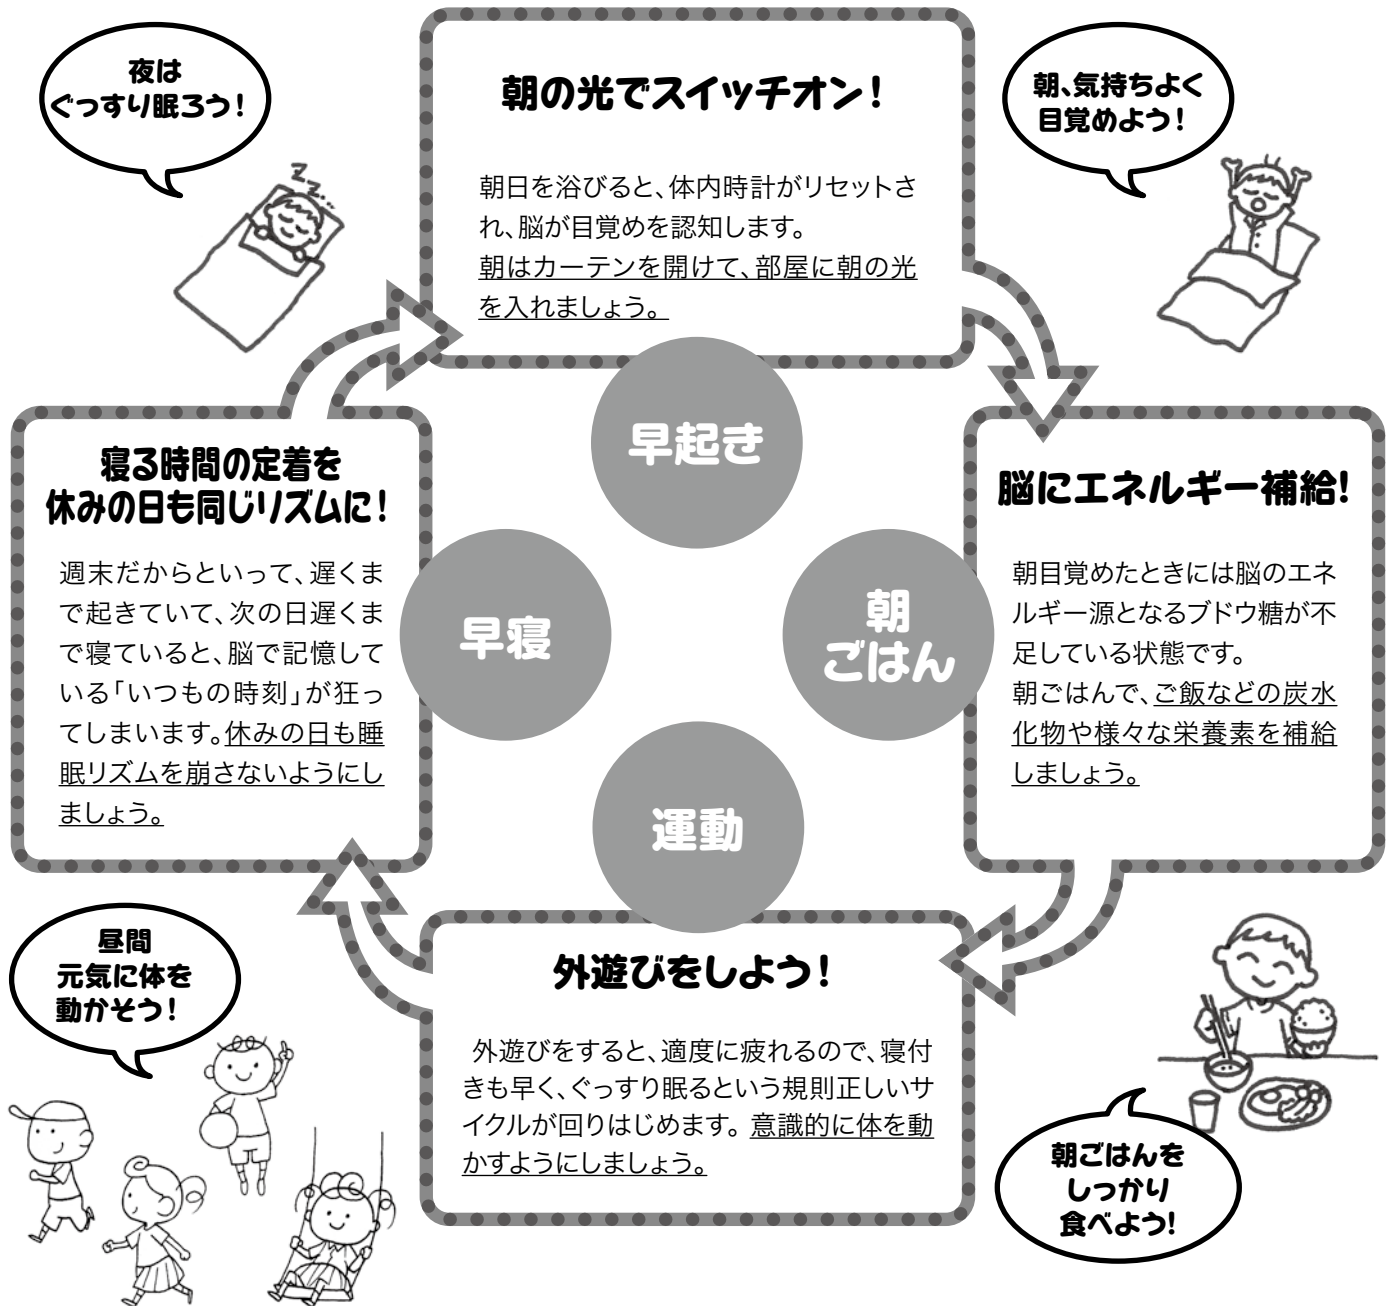 夜は
ぐっすり眠ろう！
朝の光でスイッチオン！
朝日を浴びると、体内時計がリセットさ
れ、脳が目覚めを認知します。
朝はカーテンを開けて、部屋に朝の光
を入れましょう。
朝、気持ちよく
目覚めよう！
ZZ...
早起き
脳にエネルギー補給！
朝目覚めたときには脳のエネ
ルギー源となるブドウ糖が不
足している状態です。
朝ごはんで、ご飯などの炭水
化物や様々な栄養素を補給
しましょう。
朝
ごはん
寝る時間の定着を
休みの日も同じリズムに！
週末だからといって、遅くま
で起きていて、次の日遅くま
で寝ていると、脳で記憶して
いる「いつもの時刻」が狂っ
てしまいます。休みの日も睡
眠リズムを崩さないようにし
ましょう。
早寝
運動
外遊びをしよう！
外遊びをすると、適度に疲れるので、寝付
きも早く、ぐっすり眠るという規則正しいサ
イクルが回りはじめます。意識的に体を動
かすようにしましょう。
昼間
元気に体を
動かそう！
朝ごはんを
しっかり
食べよう！